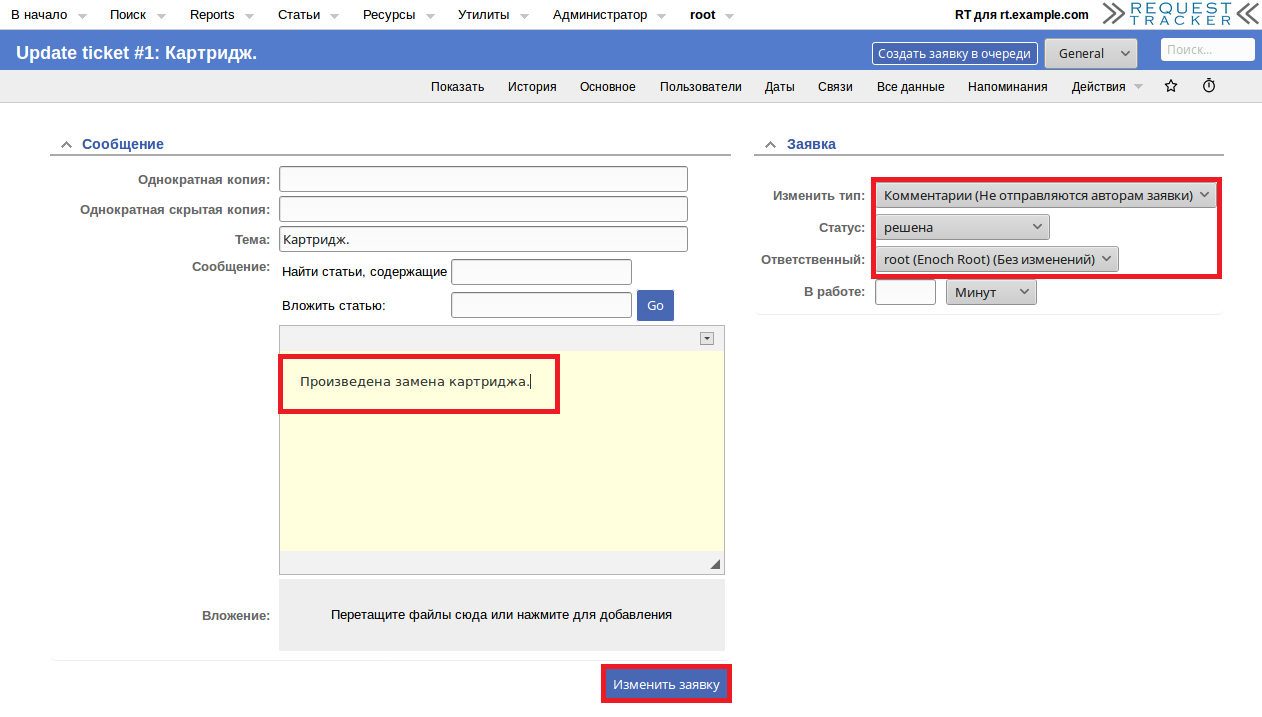 В начало Поиск Reports Статьи Ресурсы Утилиты Администратор root RT для rt.example.com REQUEST TRACKER
Update ticket #1: Картридж. Создать заявку в очереди General Поиск...
Показать История Основное Пользователи Даты Связи Все данные Напоминания Действия
Сообщение
Однократная копия:
Однократная скрытая копия:
Тема: Картридж.
Сообщение: Найти статьи, содержащие
Вложить статью: Go
Произведена замена картриджа.
Вложение: Перетащите файлы сюда или нажмите для добавления
Заявка
Изменить тип: Комментарии (Не отправляются авторам заявки)
Статус: решена
Ответственный: root (Enoch Root) (Без изменений)
В работе: Минут
Изменить заявку